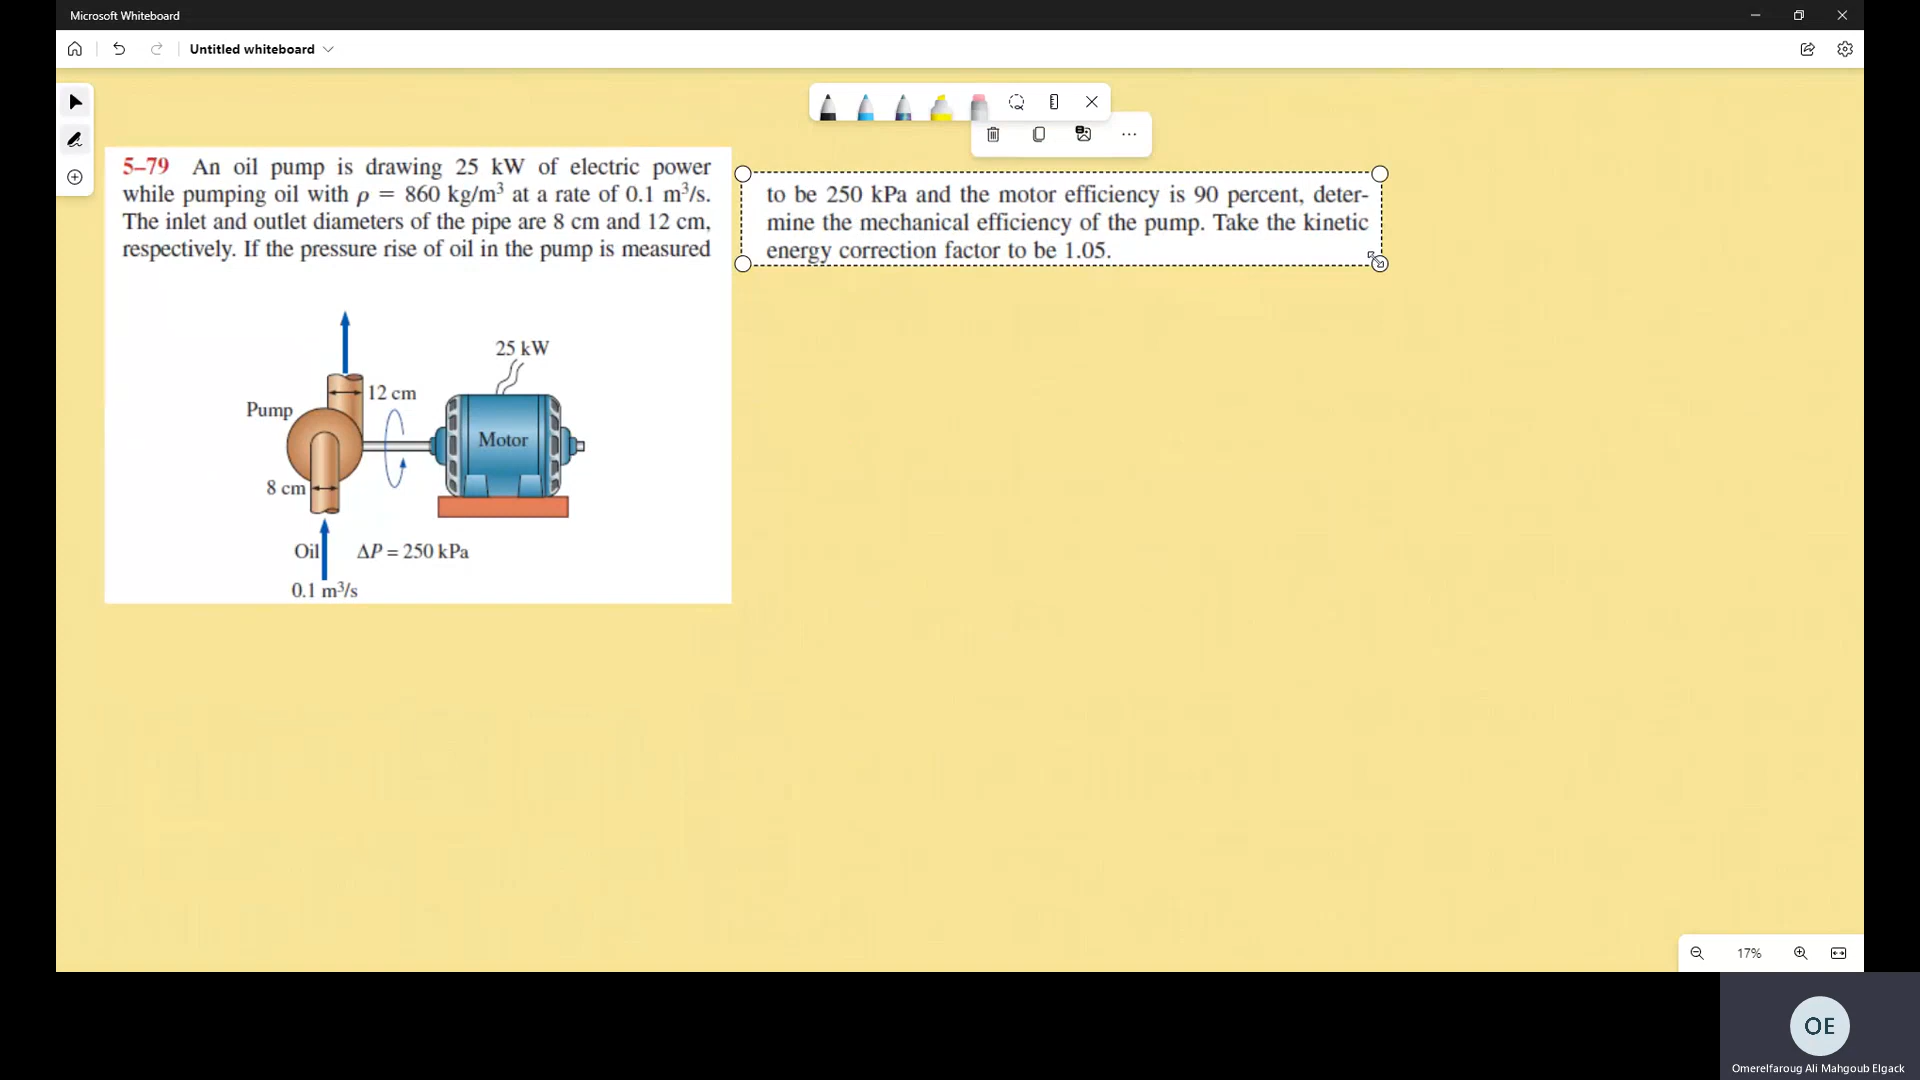 Microsoft Whiteboard
Untitled whiteboard
5–79 An oil pump is drawing 25 kW of electric power
while pumping oil with ρ = 860 kg/m³ at a rate of 0.1 m³/s.
The inlet and outlet diameters of the pipe are 8 cm and 12 cm,
respectively. If the pressure rise of oil in the pump is measured
to be 250 kPa and the motor efficiency is 90 percent, deter-
mine the mechanical efficiency of the pump. Take the kinetic
energy correction factor to be 1.05.
25 kW
12 cm
Pump
Motor
8 cm
Oil
ΔP = 250 kPa
0.1 m³/s
17%
OE
Omerelfaroug Ali Mahgoub Elgack